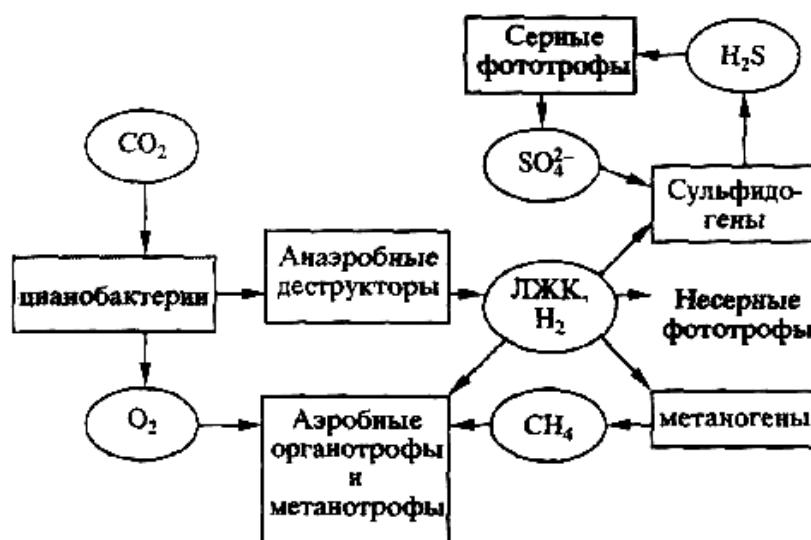 Серные
фототрофы
H₂S
CO₂
SO₄²⁻
Сульфидо-
гены
Анаэробные
деструкторы
цианобактерии
ЛЖК,
H₂
Несерные
фототрофы
O₂
Аэробные
органотрофы
и
метанотрофы
CH₄
метаногены